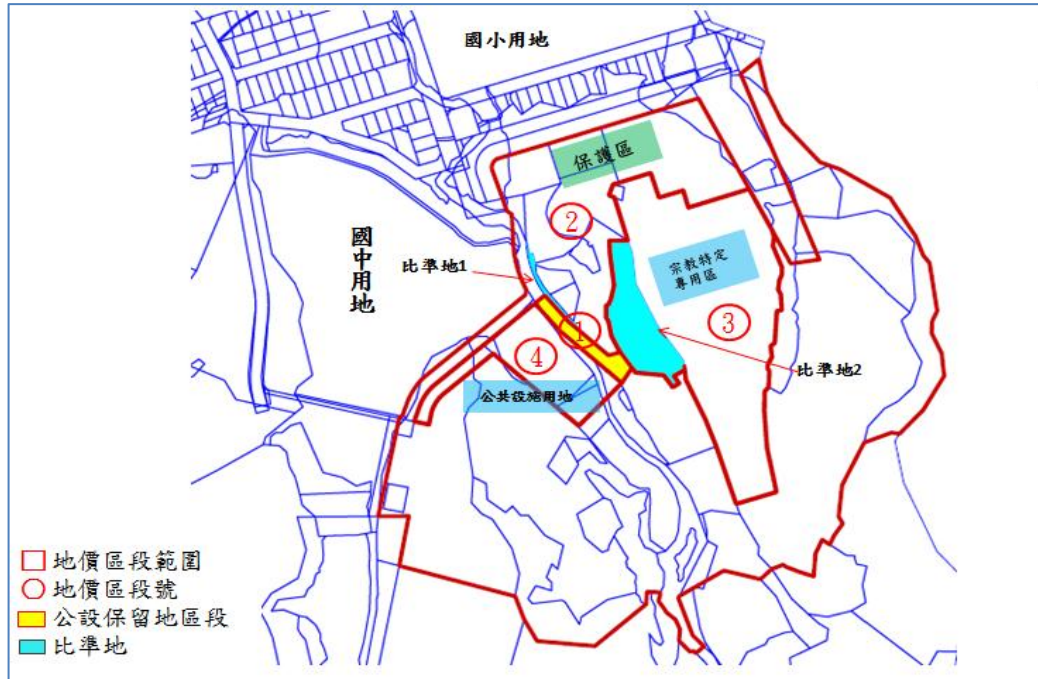 國小用地
保護區
②
國中用地
比準地1
宗教特定
專用區
①
③
④
比準地2
公共設施用地
地價區段範圍
地價區段號
公設保留地區段
比準地